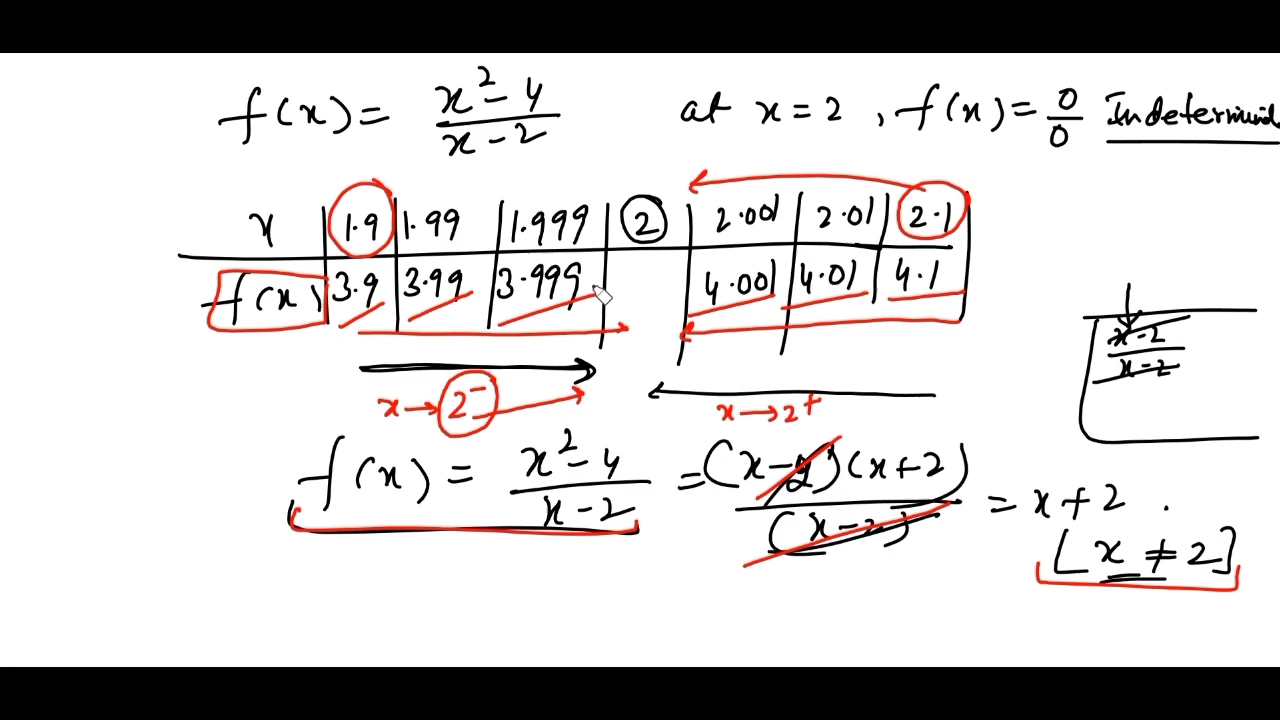 f(x) = x² - 4 / x - 2 at x = 2 , f(x) = 0/0
x | 1.9 | 1.99 | 1.999 | 2 | 2.001 | 2.01 | 2.1
f(x) | 3.9 | 3.99 | 3.999 | | 4.001 | 4.01 | 4.1
x - 2 / x - 2
x → 2⁻ x → 2⁺
f(x) = x² - 4 / x - 2 = (x - 2)(x + 2) / (x - 2) = x + 2 .
[x ≠ 2]